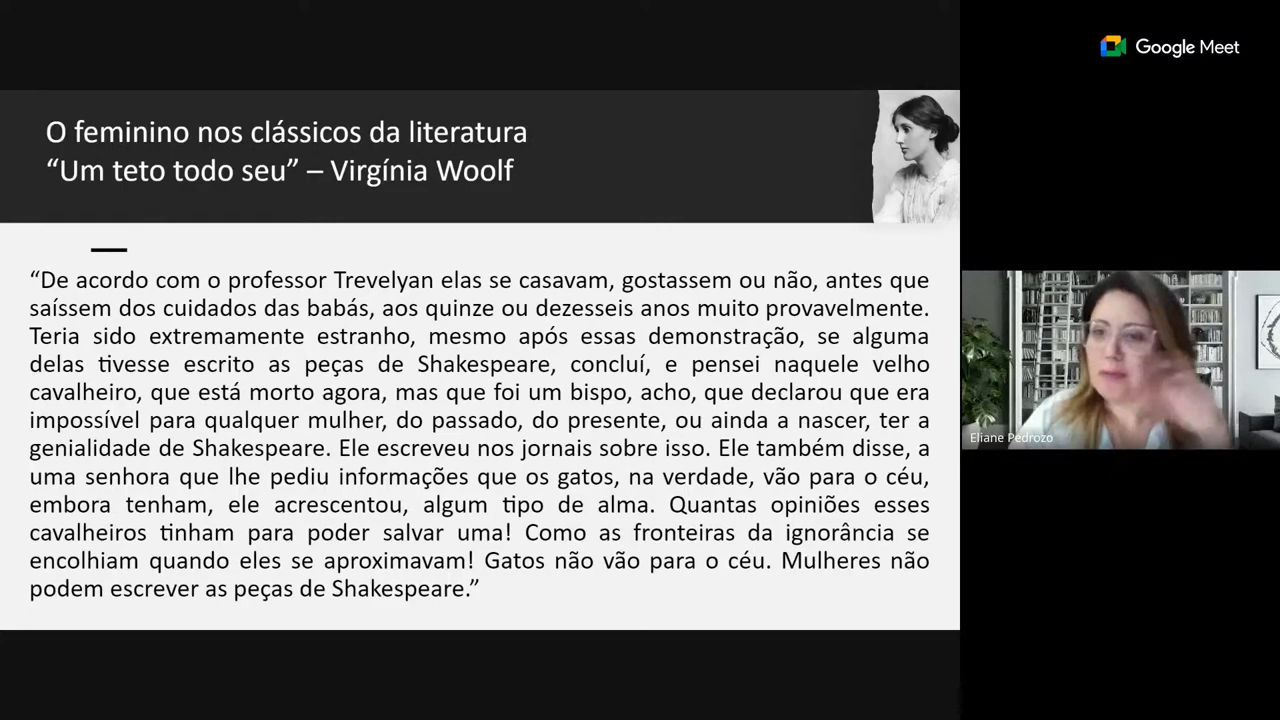 Google Meet
O feminino nos clássicos da literatura
“Um teto todo seu” – Virgínia Woolf
“De acordo com o professor Trevelyan elas se casavam, gostassem ou não, antes que
saíssem dos cuidados das babás, aos quinze ou dezesseis anos muito provavelmente.
Teria sido extremamente estranho, mesmo após essas demonstração, se alguma
delas tivesse escrito as peças de Shakespeare, concluí, e pensei naquele velho
cavalheiro, que está morto agora, mas que foi um bispo, acho, que declarou que era
impossível para qualquer mulher, do passado, do presente, ou ainda a nascer, ter a
genialidade de Shakespeare. Ele escreveu nos jornais sobre isso. Ele também disse, a
uma senhora que lhe pediu informações que os gatos, na verdade, vão para o céu,
embora tenham, ele acrescentou, algum tipo de alma. Quantas opiniões esses
cavalheiros tinham para poder salvar uma! Como as fronteiras da ignorância se
encolhiam quando eles se aproximavam! Gatos não vão para o céu. Mulheres não
podem escrever as peças de Shakespeare.”
Eliane Pedrozo